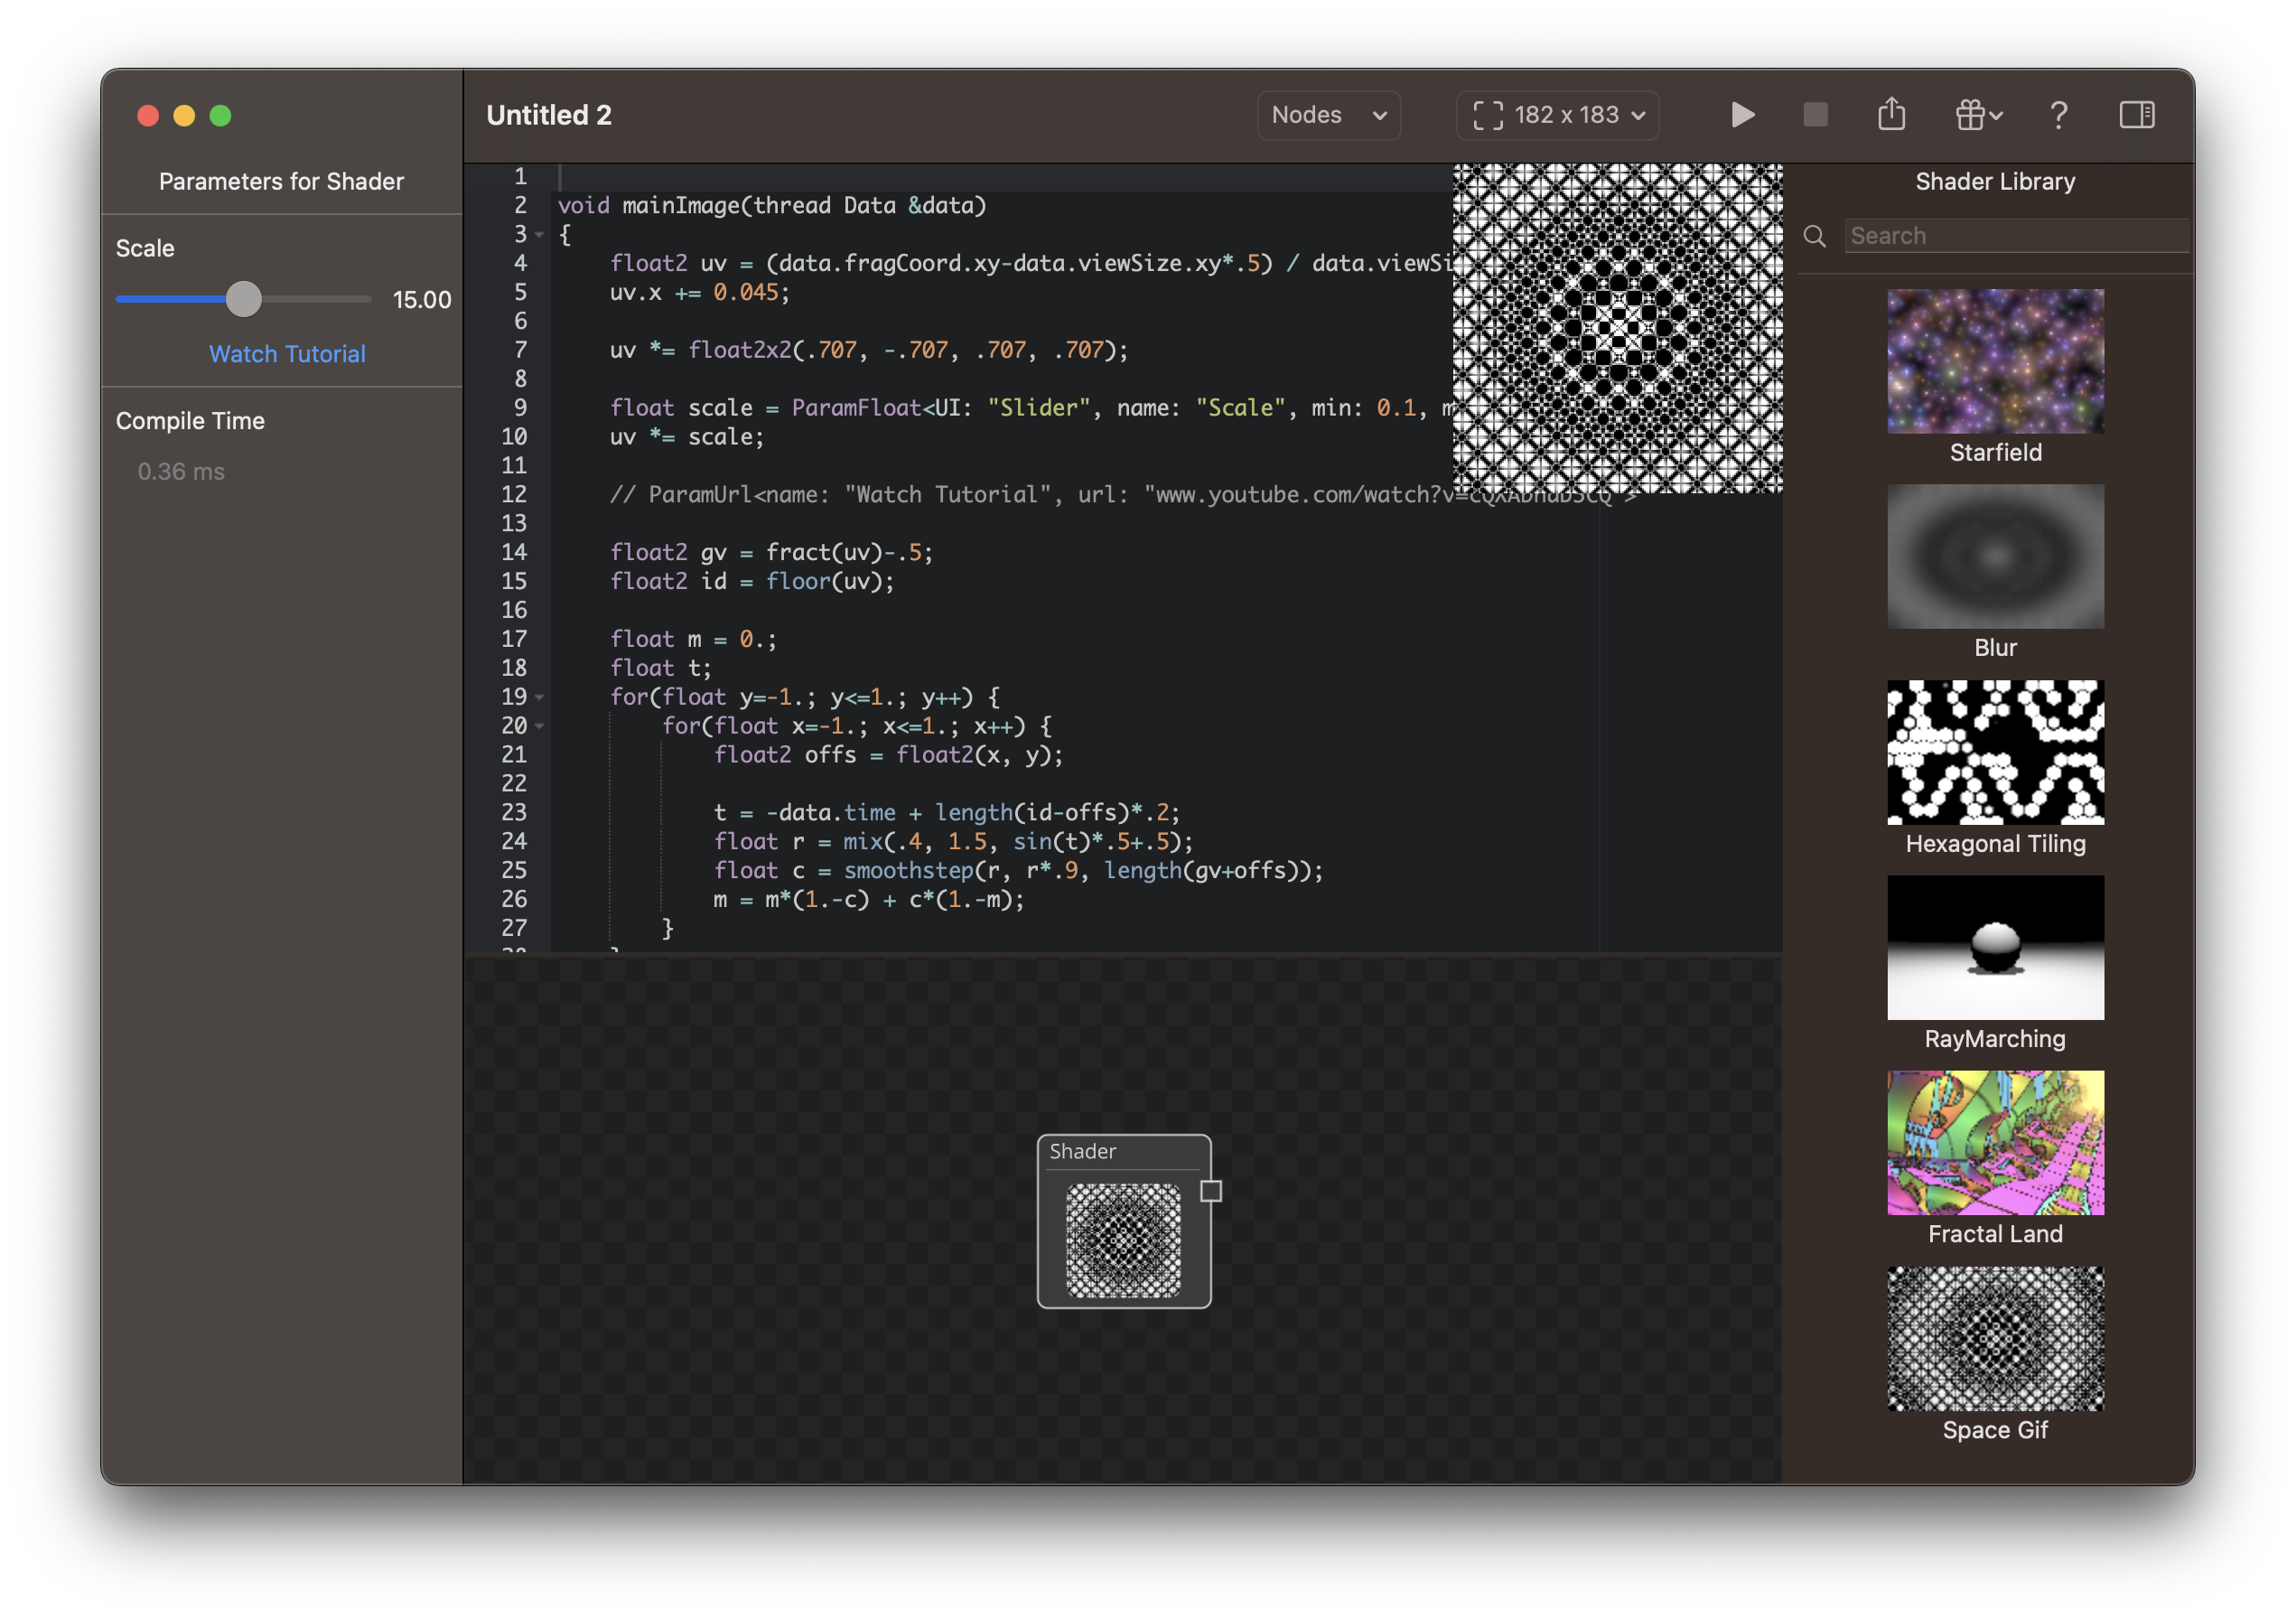 Untitled 2
Nodes
182 x 183
?
Parameters for Shader
Scale
15.00
Watch Tutorial
Compile Time
0.36 ms
1
2 void mainImage(thread Data &data)
3 {
4 float2 uv = (data.fragCoord.xy-data.viewSize.xy*.5) / data.viewSi
5 uv.x += 0.045;
6
7 uv *= float2x2(.707, -.707, .707, .707);
8
9 float scale = ParamFloat<UI: "Slider", name: "Scale", min: 0.1, m
10 uv *= scale;
11
12 // ParamUrl<name: "Watch Tutorial", url: "www.youtube.com/watch?v=
13
14 float2 gv = fract(uv)-.5;
15 float2 id = floor(uv);
16
17 float m = 0.;
18 float t;
19 for(float y=-1.; y<=1.; y++) {
20 for(float x=-1.; x<=1.; x++) {
21 float2 offs = float2(x, y);
22
23 t = -data.time + length(id-offs)*.2;
24 float r = mix(.4, 1.5, sin(t)*.5+.5);
25 float c = smoothstep(r, r*.9, length(gv+offs));
26 m = m*(1.-c) + c*(1.-m);
27 }
Shader
Shader Library
Search
Starfield
Blur
Hexagonal Tiling
RayMarching
Fractal Land
Space Gif